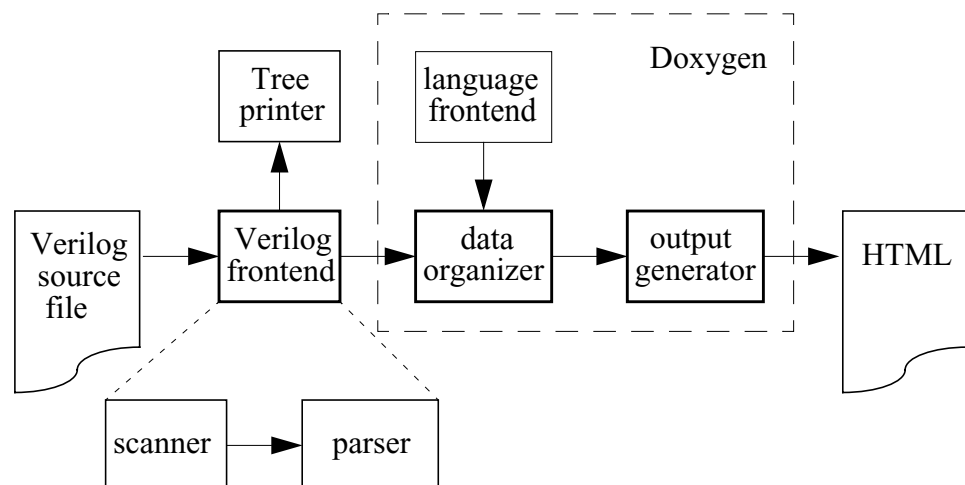 Doxygen
Tree
printer
language
frontend
Verilog
source
file
Verilog
frontend
data
organizer
output
generator
HTML
scanner
parser